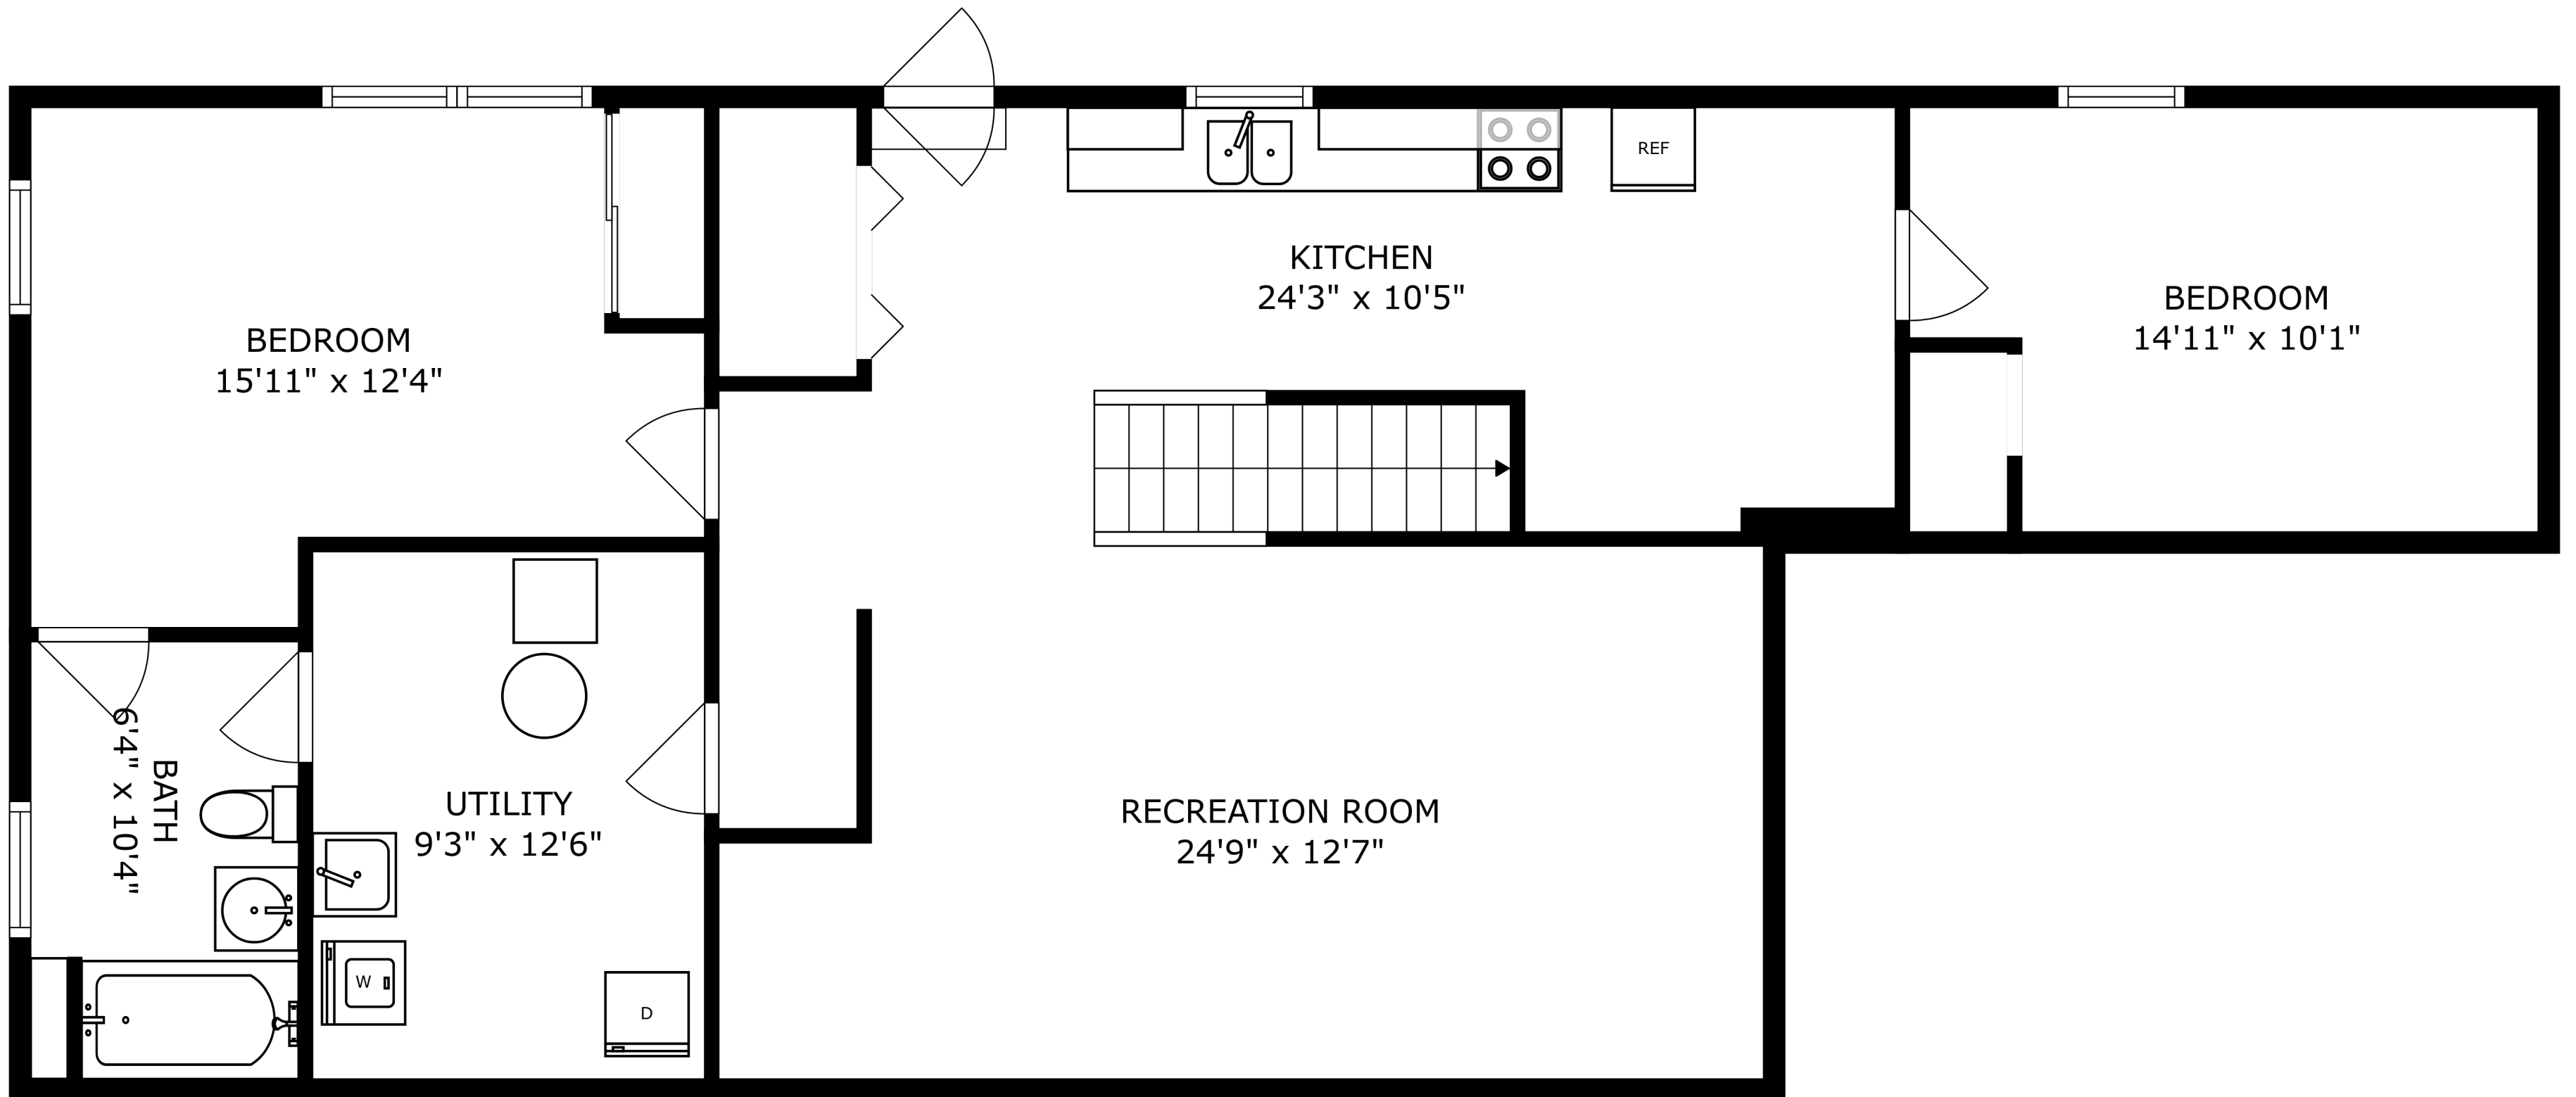 REF
KITCHEN
24'3" x 10'5"
BEDROOM
14'11" x 10'1"
BEDROOM
15'11" x 12'4"
BATH
6'4" x 10'4"
UTILITY
9'3" x 12'6"
RECREATION ROOM
24'9" x 12'7"
W
D